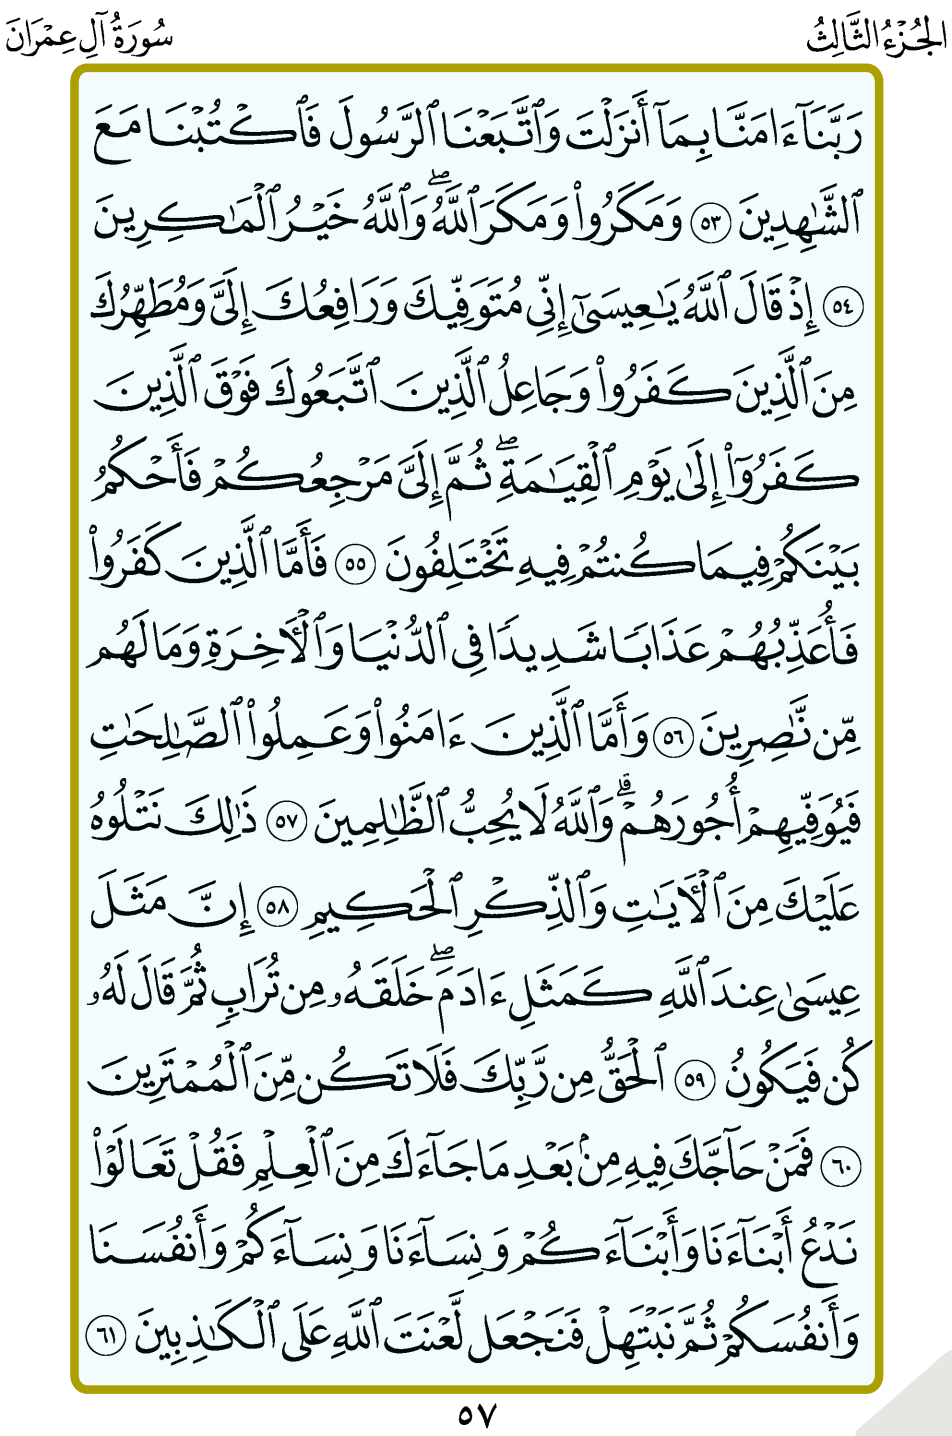 الجُزْءُ الثَّالِثُ
سُورَةُ آلِ عِمْرَانَ
رَبَّنَآ ءَامَنَّا بِمَآ أَنزَلْتَ وَٱتَّبَعْنَا ٱلرَّسُولَ فَٱكْتُبْنَا مَعَ
ٱلشَّٰهِدِينَ ٥٣ وَمَكَرُوا۟ وَمَكَرَ ٱللَّهُۖ وَٱللَّهُ خَيْرُ ٱلْمَٰكِرِينَ
٥٤ إِذْ قَالَ ٱللَّهُ يَٰعِيسَىٰٓ إِنِّى مُتَوَفِّيكَ وَرَافِعُكَ إِلَىَّ وَمُطَهِّرُكَ
مِنَ ٱلَّذِينَ كَفَرُوا۟ وَجَاعِلُ ٱلَّذِينَ ٱتَّبَعُوكَ فَوْقَ ٱلَّذِينَ
كَفَرُوٓا۟ إِلَىٰ يَوْمِ ٱلْقِيَٰمَةِۖ ثُمَّ إِلَىَّ مَرْجِعُكُمْ فَأَحْكُمُ
بَيْنَكُمْ فِيمَا كُنتُمْ فِيهِ تَخْتَلِفُونَ ٥٥ فَأَمَّا ٱلَّذِينَ كَفَرُوا۟
فَأُعَذِّبُهُمْ عَذَابًا شَدِيدًا فِى ٱلدُّنْيَا وَٱلْءَاخِرَةِ وَمَا لَهُم
مِّن نَّٰصِرِينَ ٥٦ وَأَمَّا ٱلَّذِينَ ءَامَنُوا۟ وَعَمِلُوا۟ ٱلصَّٰلِحَٰتِ
فَيُوَفِّيهِمْ أُجُورَهُمْۗ وَٱللَّهُ لَا يُحِبُّ ٱلظَّٰلِمِينَ ٥٧ ذَٰلِكَ نَتْلُوهُ
عَلَيْكَ مِنَ ٱلْءَايَٰتِ وَٱلذِّكْرِ ٱلْحَكِيمِ ٥٨ إِنَّ مَثَلَ
عِيسَىٰ عِندَ ٱللَّهِ كَمَثَلِ ءَادَمَۖ خَلَقَهُۥ مِن تُرَابٍ ثُمَّ قَالَ لَهُۥ
كُن فَيَكُونُ ٥٩ ٱلْحَقُّ مِن رَّبِّكَ فَلَا تَكُن مِّنَ ٱلْمُمْتَرِينَ
٦٠ فَمَنْ حَآجَّكَ فِيهِ مِنۢ بَعْدِ مَا جَآءَكَ مِنَ ٱلْعِلْمِ فَقُلْ تَعَالَوْا۟
نَدْعُ أَبْنَآءَنَا وَأَبْنَآءَكُمْ وَنِسَآءَنَا وَنِسَآءَكُمْ وَأَنفُسَنَا
وَأَنفُسَكُمْ ثُمَّ نَبْتَهِلْ فَنَجْعَل لَّعْنَتَ ٱللَّهِ عَلَى ٱلْكَٰذِبِينَ ٦١
٥٧